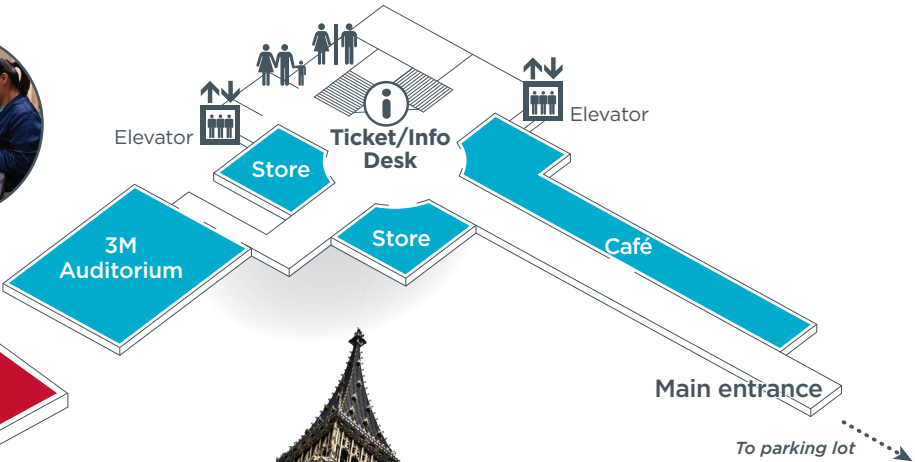 Elevator
Elevator
Ticket/Info
Desk
Store
Store
3M
Auditorium
Café
Main entrance
To parking lot